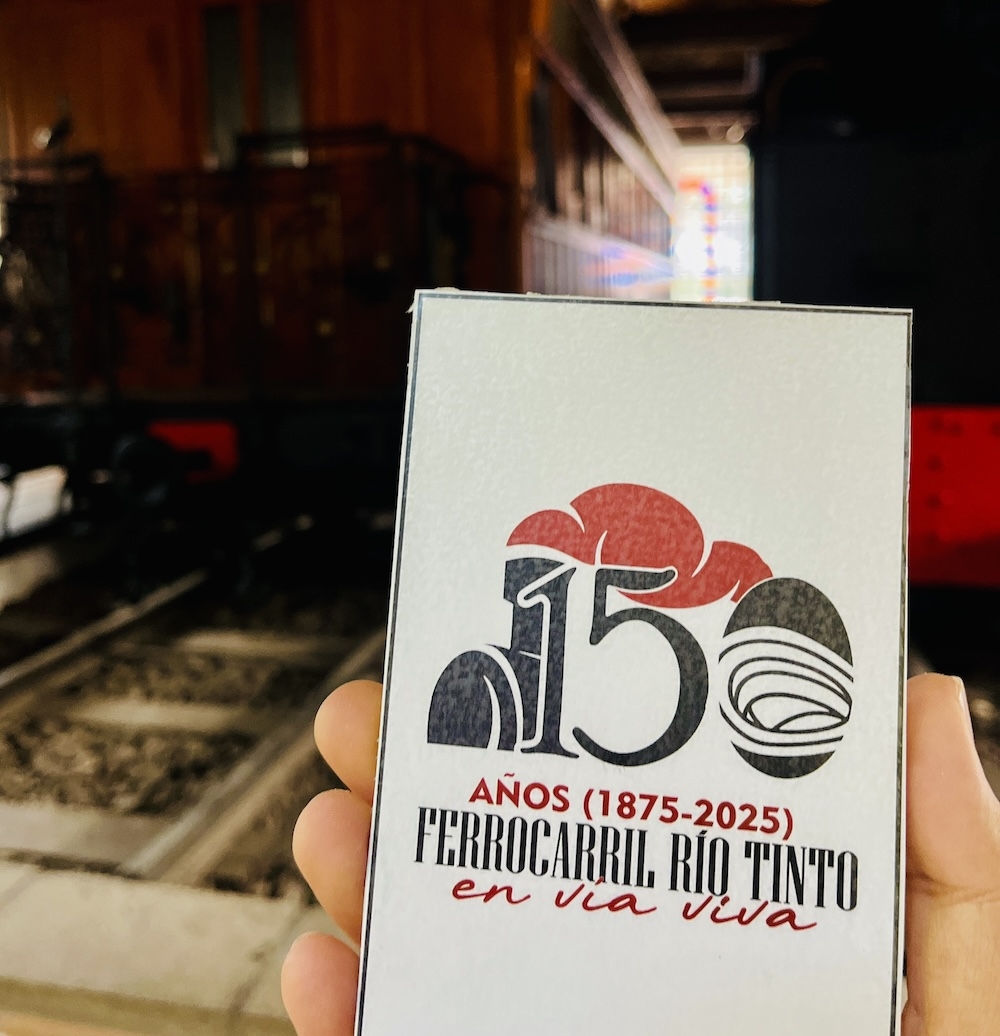 150
AÑOS (1875-2025)
FERROCARRIL RÍO TINTO
en vía viva